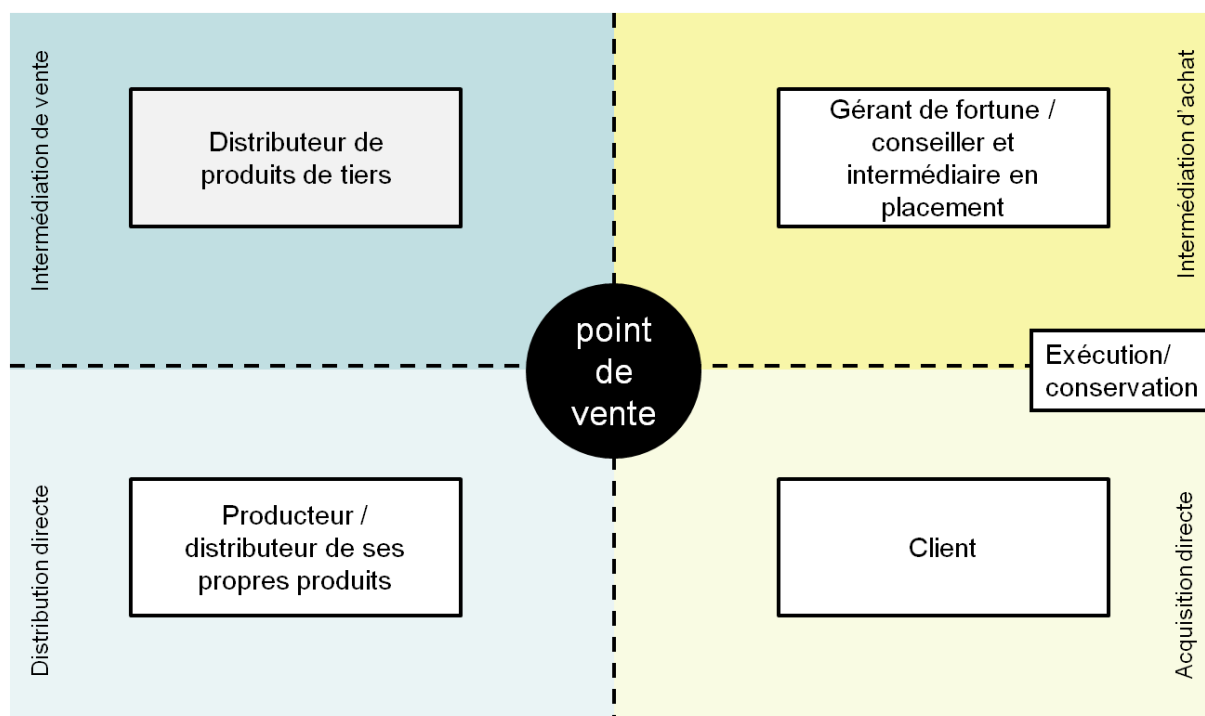 Intermédiation de vente
Distributeur de
produits de tiers
Gérant de fortune /
conseiller et
intermédiaire en
placement
Intermédiation d'achat
point
de
vente
Exécution/
conservation
Distribution directe
Producteur /
distributeur de ses
propres produits
Client
Acquisition directe